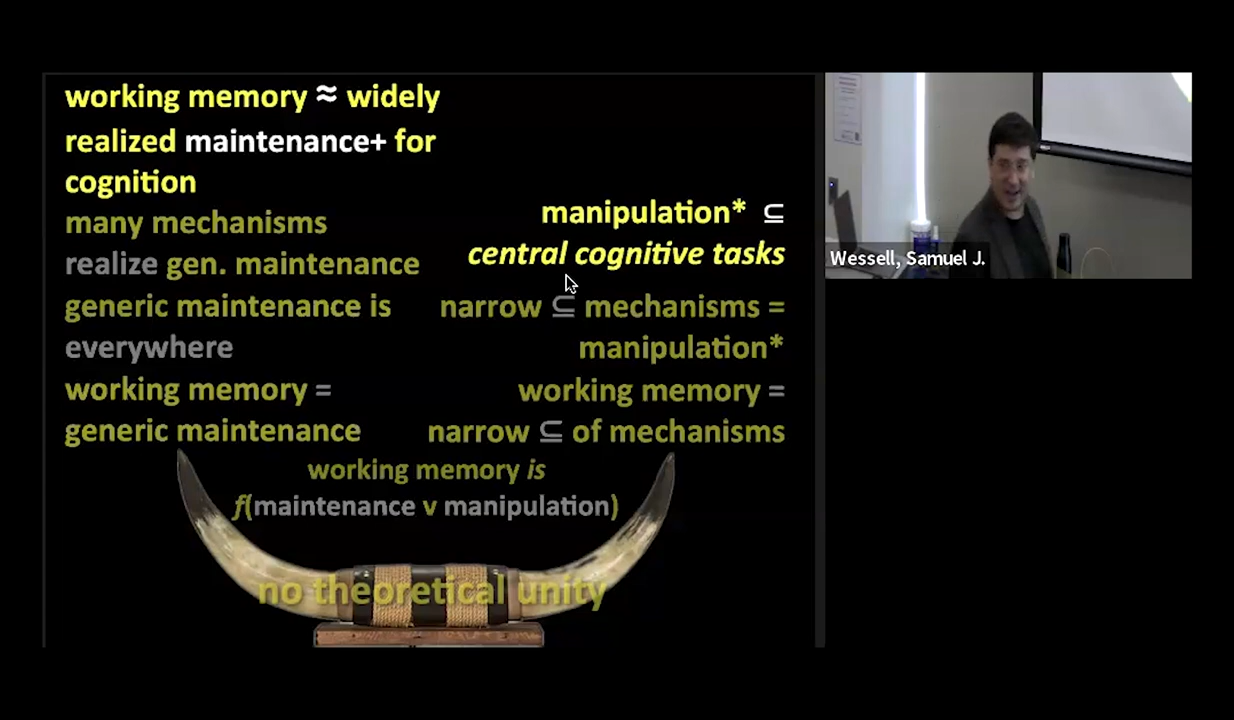 working memory ≈ widely
realized maintenance+ for
cognition
many mechanisms
realize gen. maintenance
generic maintenance is
everywhere
working memory =
generic maintenance
manipulation* ⊆
central cognitive tasks
narrow ⊆ mechanisms =
manipulation*
working memory =
narrow ⊆ of mechanisms
working memory is
f(maintenance v manipulation)
no theoretical unity
Wessell, Samuel J.